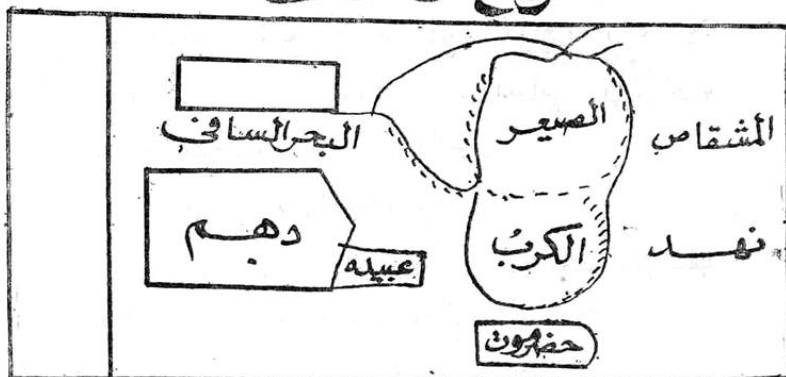 البحر السافي
الصيعر
المشقاص
دهم
عبيده
الكرب
نهد
حضرموت